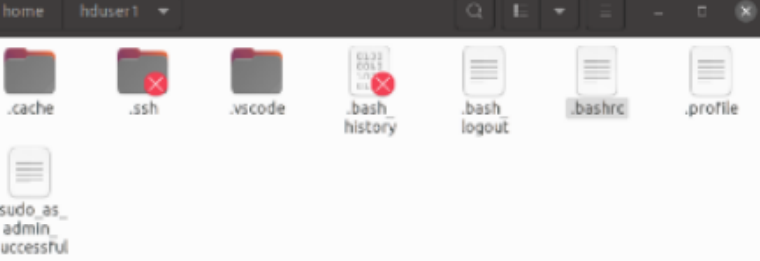 home hduser1
.cache .ssh .vscode .bash_ .bash_ .bashrc .profile
history logout
sudo_as_
admin_
uccessful